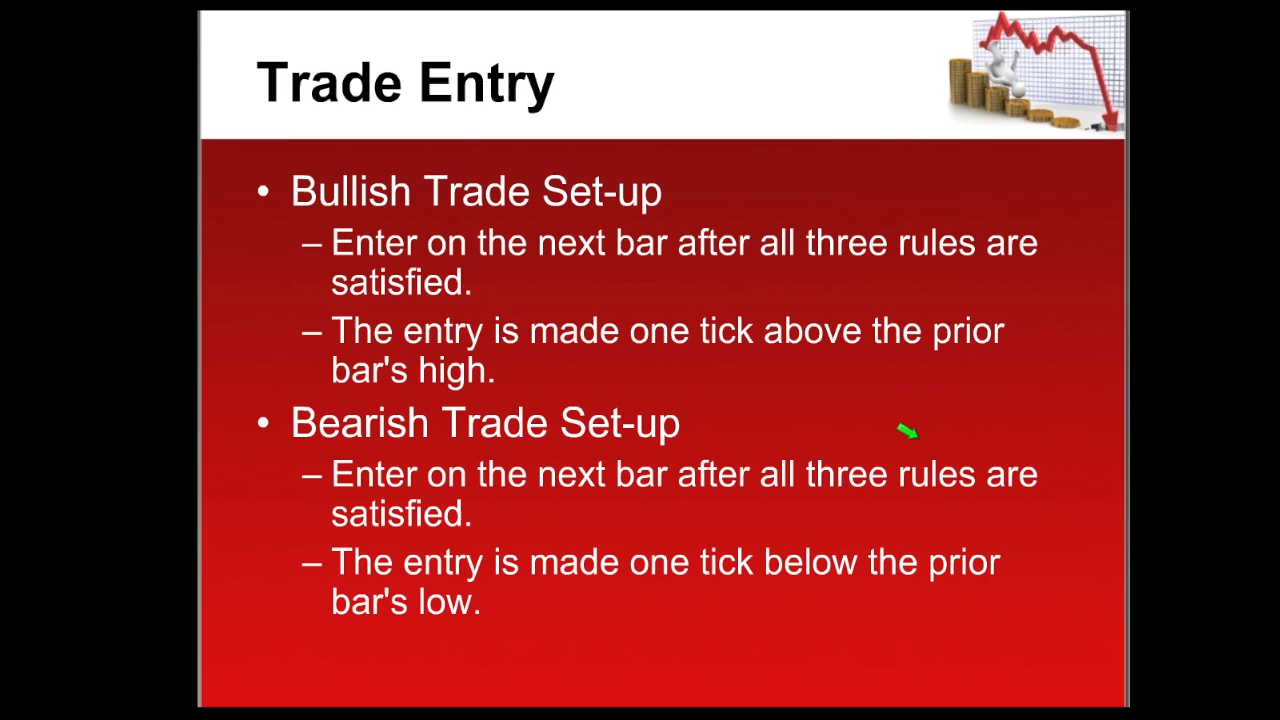 Trade Entry
• Bullish Trade Set-up
– Enter on the next bar after all three rules are
satisfied.
– The entry is made one tick above the prior
bar's high.
• Bearish Trade Set-up
– Enter on the next bar after all three rules are
satisfied.
– The entry is made one tick below the prior
bar's low.